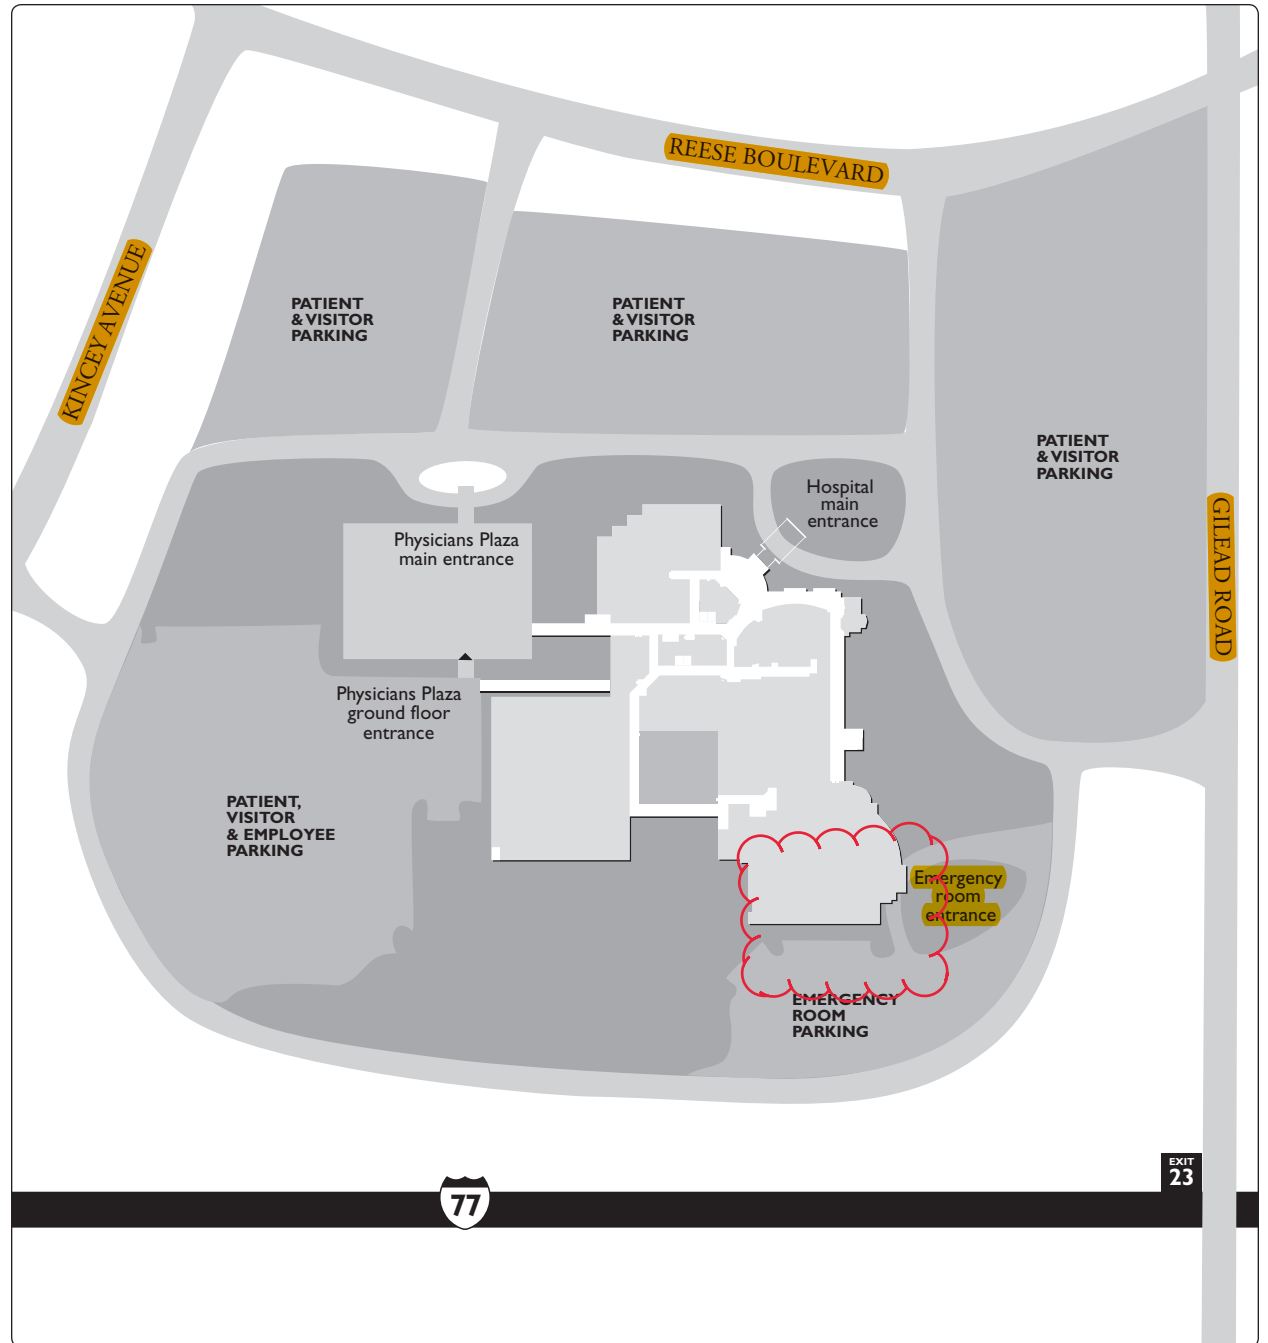 REESE BOULEVARD
KINCEY AVENUE
PATIENT
& VISITOR
PARKING
PATIENT
& VISITOR
PARKING
PATIENT
& VISITOR
PARKING
Hospital
main
entrance
GILEAD ROAD
Physicians Plaza
main entrance
Physicians Plaza
ground floor
entrance
PATIENT,
VISITOR
& EMPLOYEE
PARKING
Emergency
room
entrance
EMERGENCY
ROOM
PARKING
EXIT
23
77